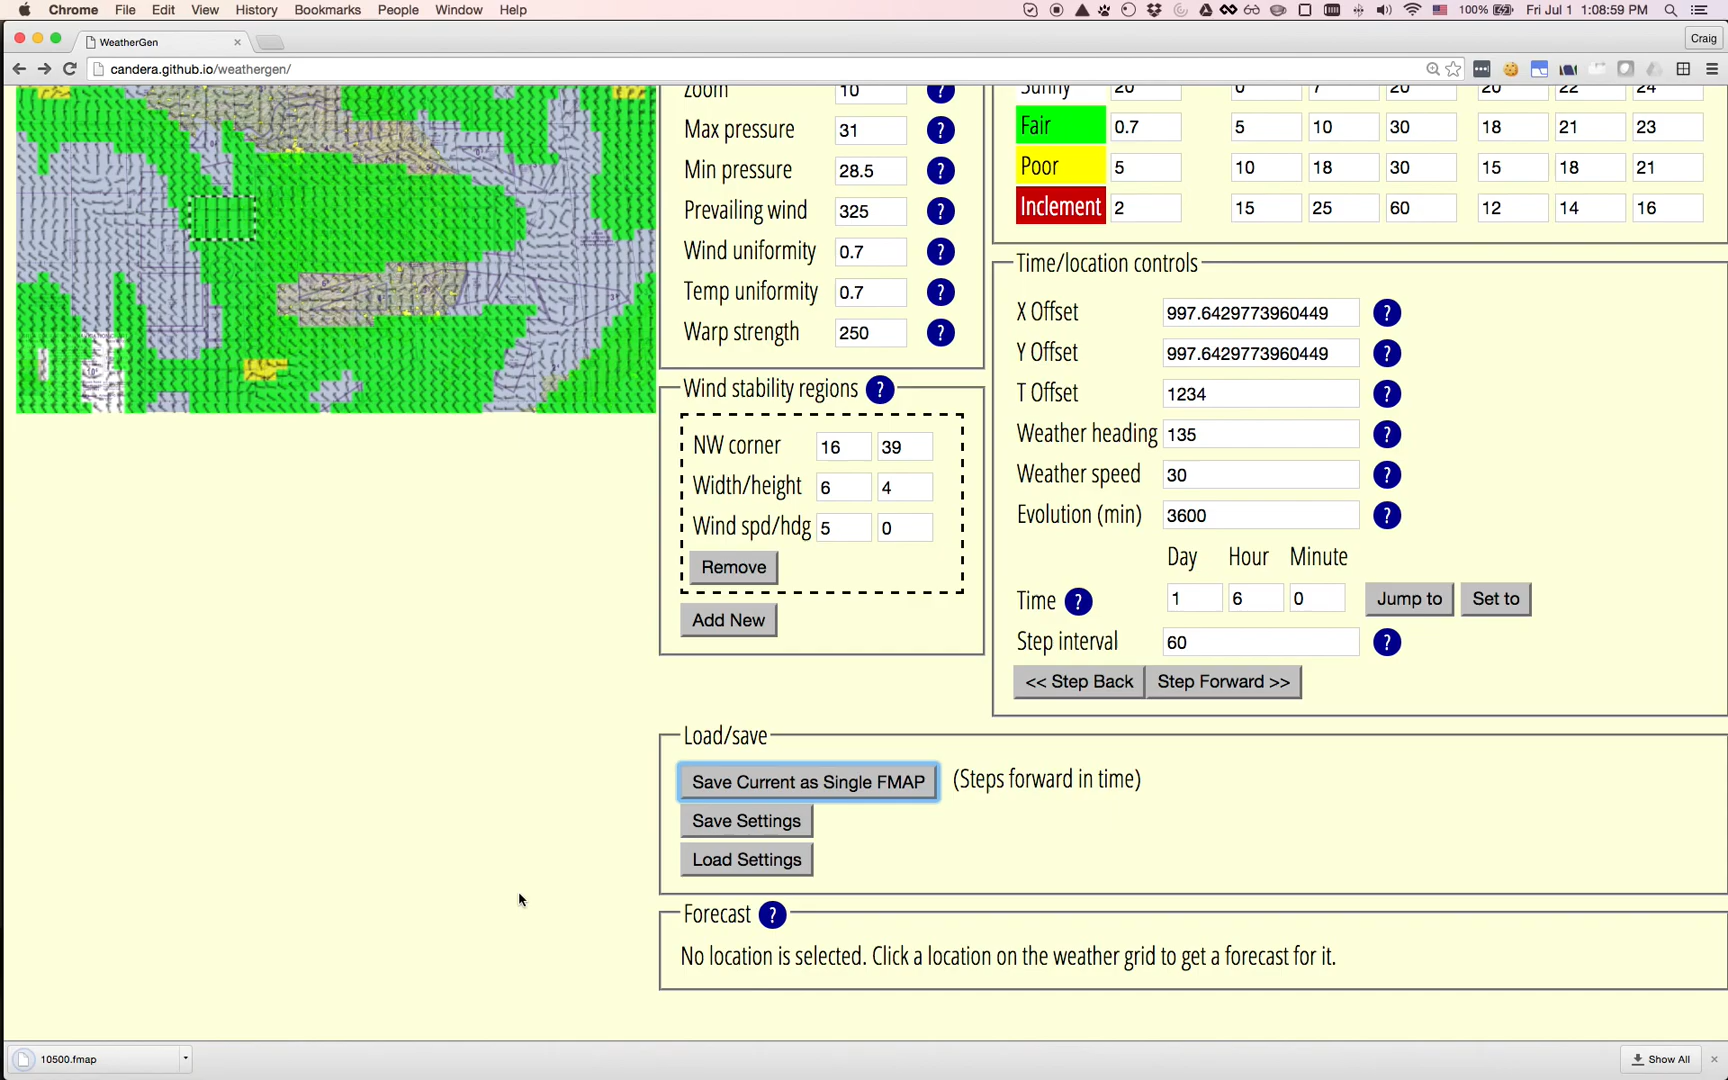 Chrome File Edit View History Bookmarks People Window Help 100% Fri Jul 1 1:08:59 PM
WeatherGen Craig
candera.github.io/weathergen/
Zoom 10 ?
Max pressure 31 ?
Min pressure 28.5 ?
Prevailing wind 325 ?
Wind uniformity 0.7 ?
Temp uniformity 0.7 ?
Warp strength 250 ?
Sunny 20 0 7 20 20 22 24
Fair 0.7 5 10 30 18 21 23
Poor 5 10 18 30 15 18 21
Inclement 2 15 25 60 12 14 16
Wind stability regions ?
NW corner 16 39
Width/height 6 4
Wind spd/hdg 5 0
Remove
Add New
Time/location controls
X Offset 997.6429773960449 ?
Y Offset 997.6429773960449 ?
T Offset 1234 ?
Weather heading 135 ?
Weather speed 30 ?
Evolution (min) 3600 ?
Day Hour Minute
Time ? 1 6 0 Jump to Set to
Step interval 60 ?
<< Step Back Step Forward >>
Load/save
Save Current as Single FMAP (Steps forward in time)
Save Settings
Load Settings
Forecast ?
No location is selected. Click a location on the weather grid to get a forecast for it.
10500.fmap Show All